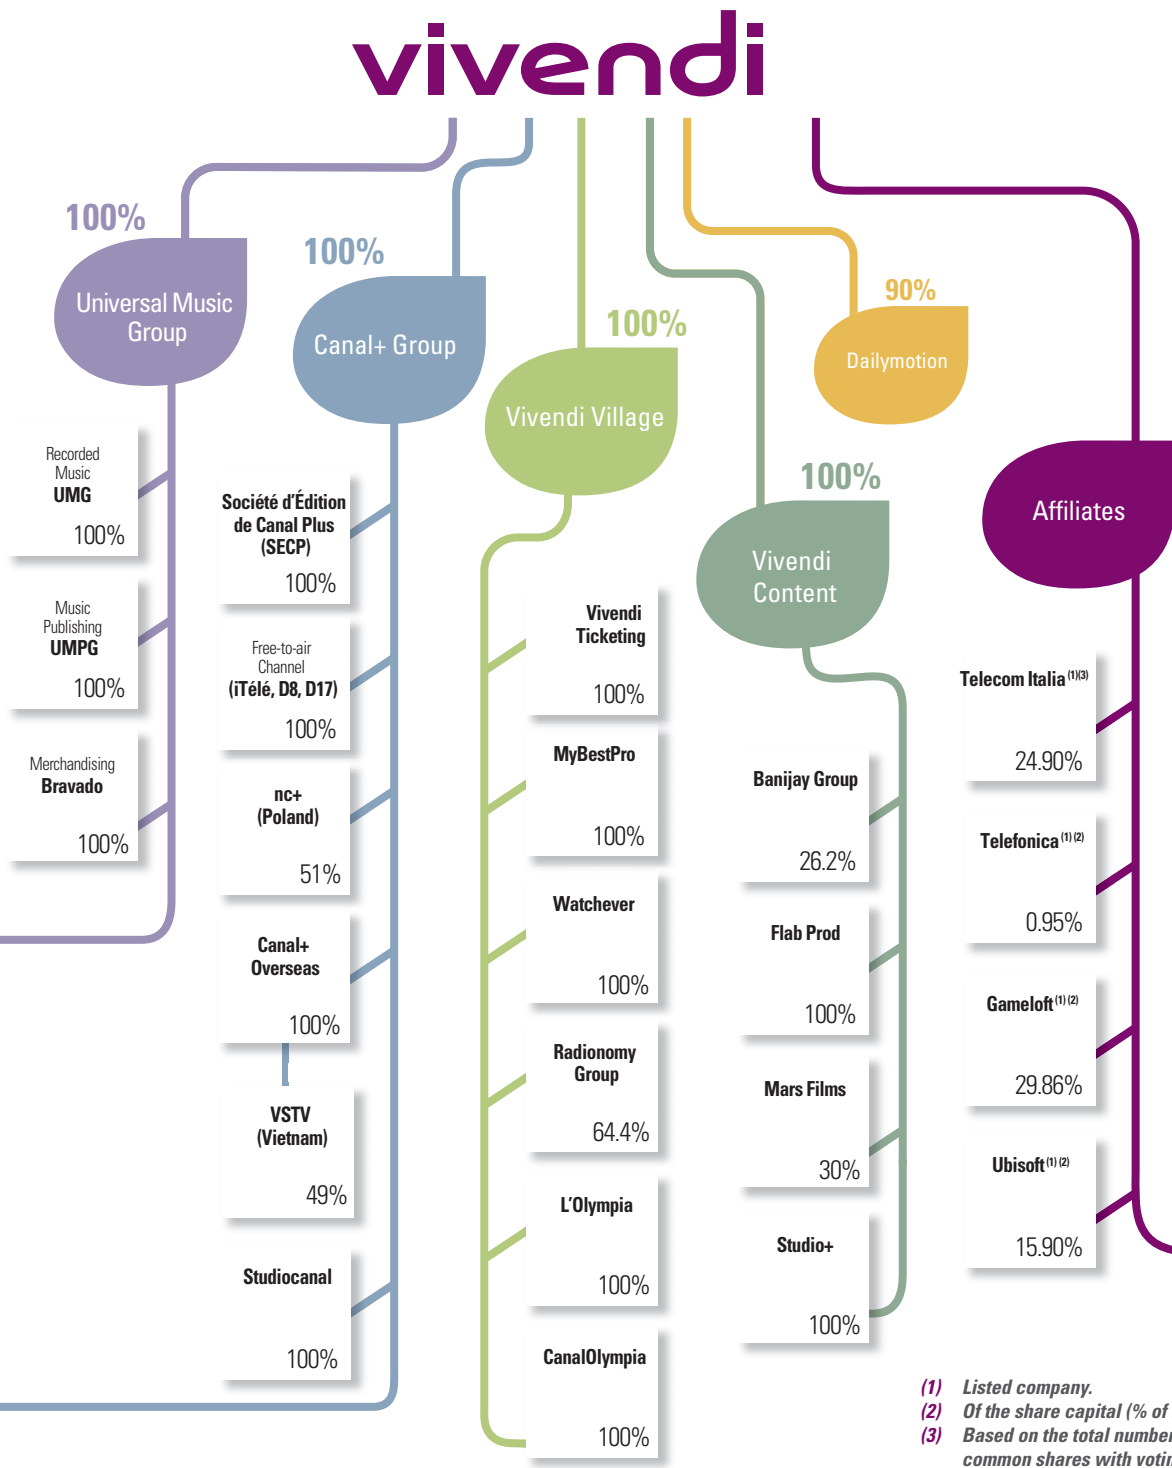 vivendi
100%
Universal Music
Group
Recorded
Music
UMG
100%
Music
Publishing
UMPG
100%
Merchandising
Bravado
100%
100%
Canal+ Group
Société d'Édition
de Canal Plus
(SECP)
100%
Free-to-air
Channel
(iTélé, D8, D17)
100%
nc+
(Poland)
51%
Canal+
Overseas
100%
VSTV
(Vietnam)
49%
Studiocanal
100%
100%
Vivendi Village
Vivendi
Ticketing
100%
MyBestPro
100%
Watchever
100%
Radionomy
Group
64.4%
L'Olympia
100%
CanalOlympia
100%
100%
Vivendi
Content
Banijay Group
26.2%
Flab Prod
100%
Mars Films
30%
Studio+
100%
90%
Dailymotion
Affiliates
Telecom Italia (1)(3)
24.90%
Telefonica (1) (2)
0.95%
Gameloft (1) (2)
29.86%
Ubisoft (1) (2)
15.90%
(1) Listed company.
(2) Of the share capital (% of
(3) Based on the total number
common shares with votin